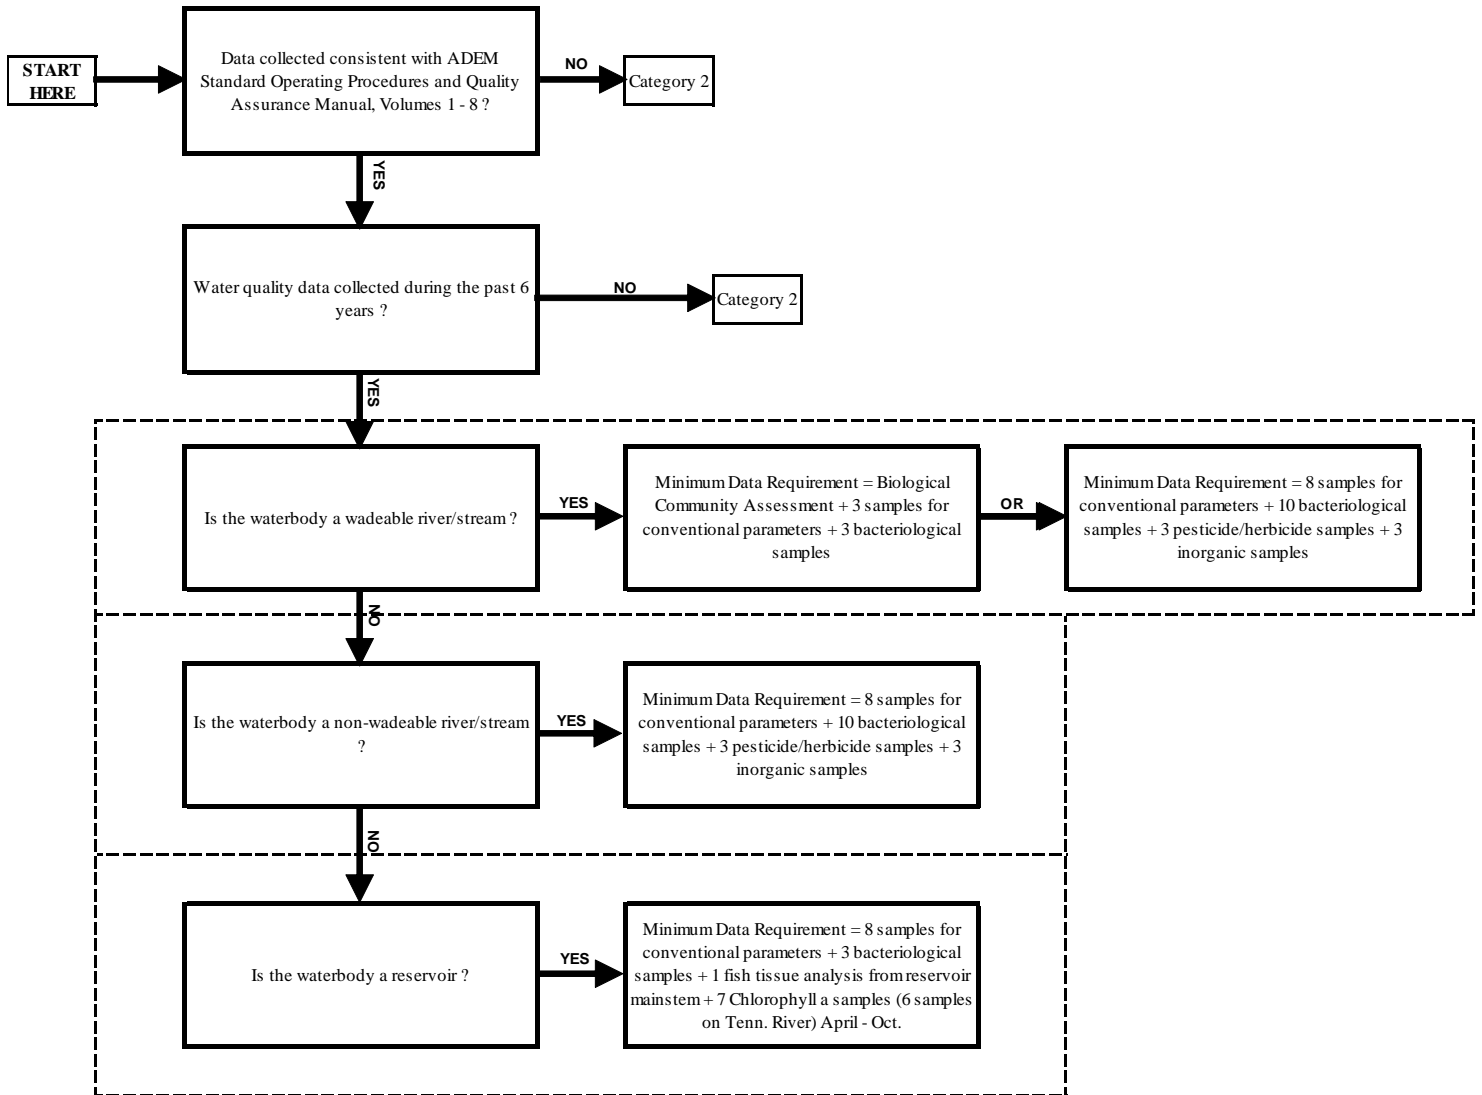 START
HERE
Data collected consistent with ADEM
Standard Operating Procedures and Quality
Assurance Manual, Volumes 1 - 8 ?
NO
Category 2
YES
Water quality data collected during the past 6
years ?
NO
Category 2
YES
Is the waterbody a wadeable river/stream ?
YES
Minimum Data Requirement = Biological
Community Assessment + 3 samples for
conventional parameters + 3 bacteriological
samples
OR
Minimum Data Requirement = 8 samples for
conventional parameters + 10 bacteriological
samples + 3 pesticide/herbicide samples + 3
inorganic samples
NO
Is the waterbody a non-wadeable river/stream
?
YES
Minimum Data Requirement = 8 samples for
conventional parameters + 10 bacteriological
samples + 3 pesticide/herbicide samples + 3
inorganic samples
NO
Is the waterbody a reservoir ?
YES
Minimum Data Requirement = 8 samples for
conventional parameters + 3 bacteriological
samples + 1 fish tissue analysis from reservoir
mainstem + 7 Chlorophyll a samples (6 samples
on Tenn. River) April - Oct.